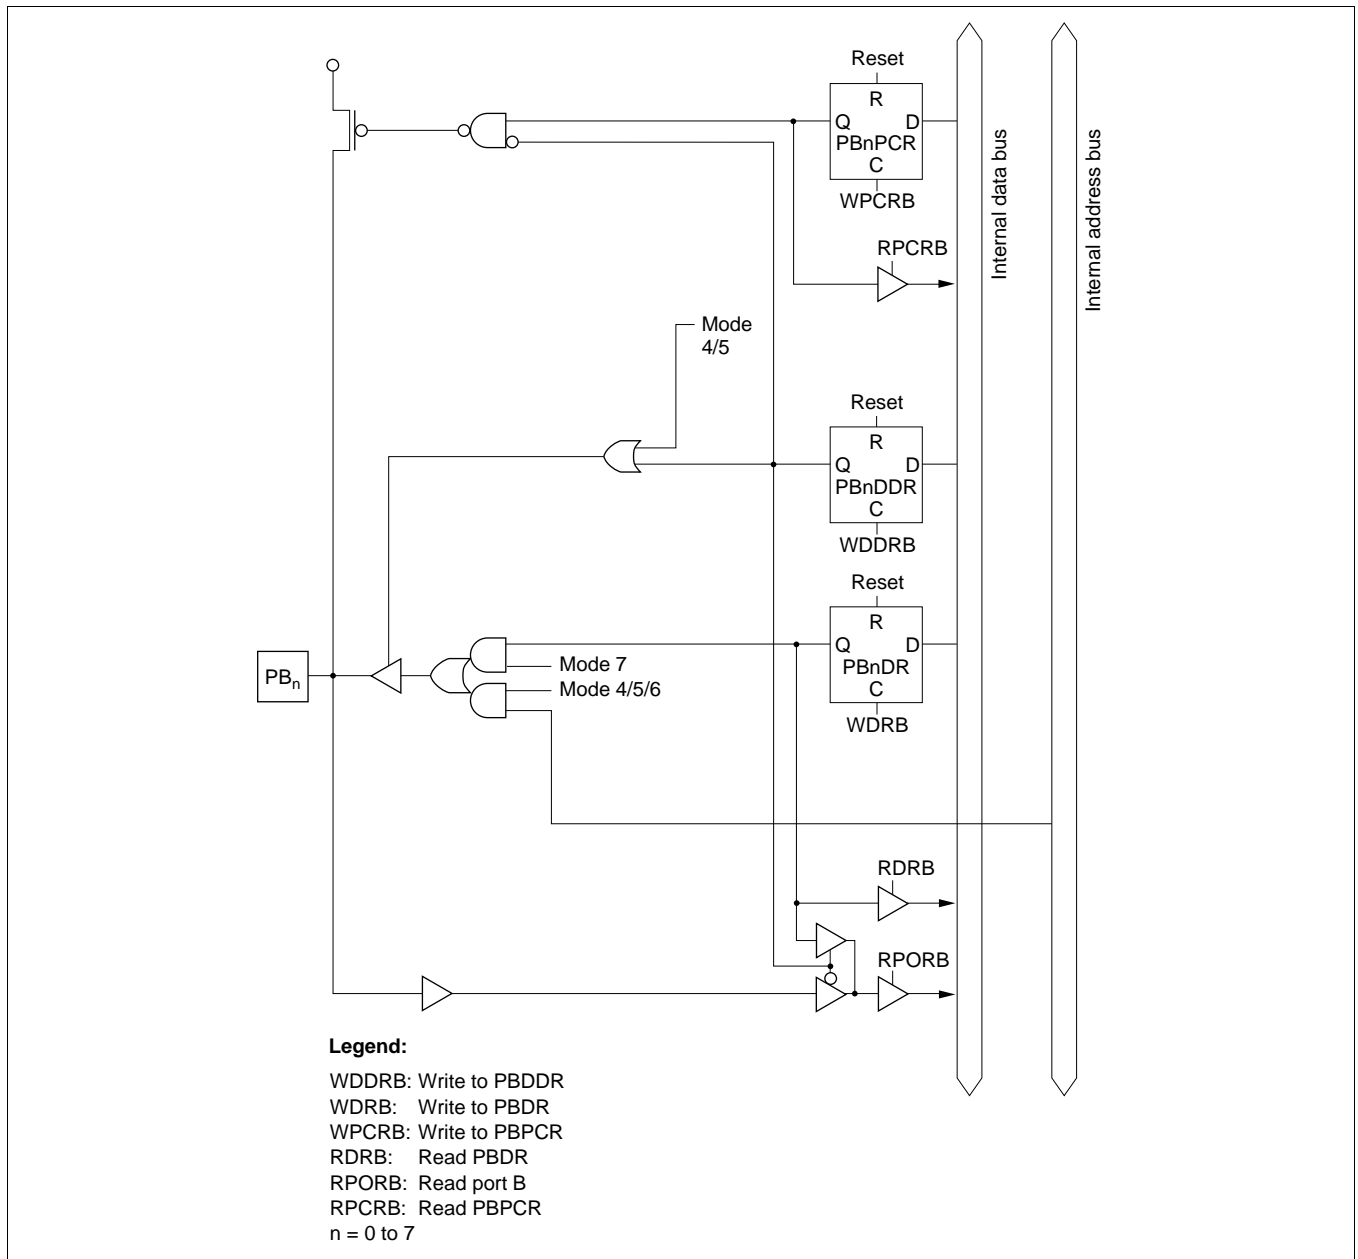 Reset
R
Q D
PBnPCR
C
WPCRB
Internal data bus
Internal address bus
RPCRB
Mode
4/5
Reset
R
Q D
PBnDDR
C
WDDRB
Reset
R
Q D
PBnDR
C
WDRB
PBn
Mode 7
Mode 4/5/6
RDRB
RPORB
Legend:
WDDRB: Write to PBDDR
WDRB: Write to PBDR
WPCRB: Write to PBPCR
RDRB: Read PBDR
RPORB: Read port B
RPCRB: Read PBPCR
n = 0 to 7